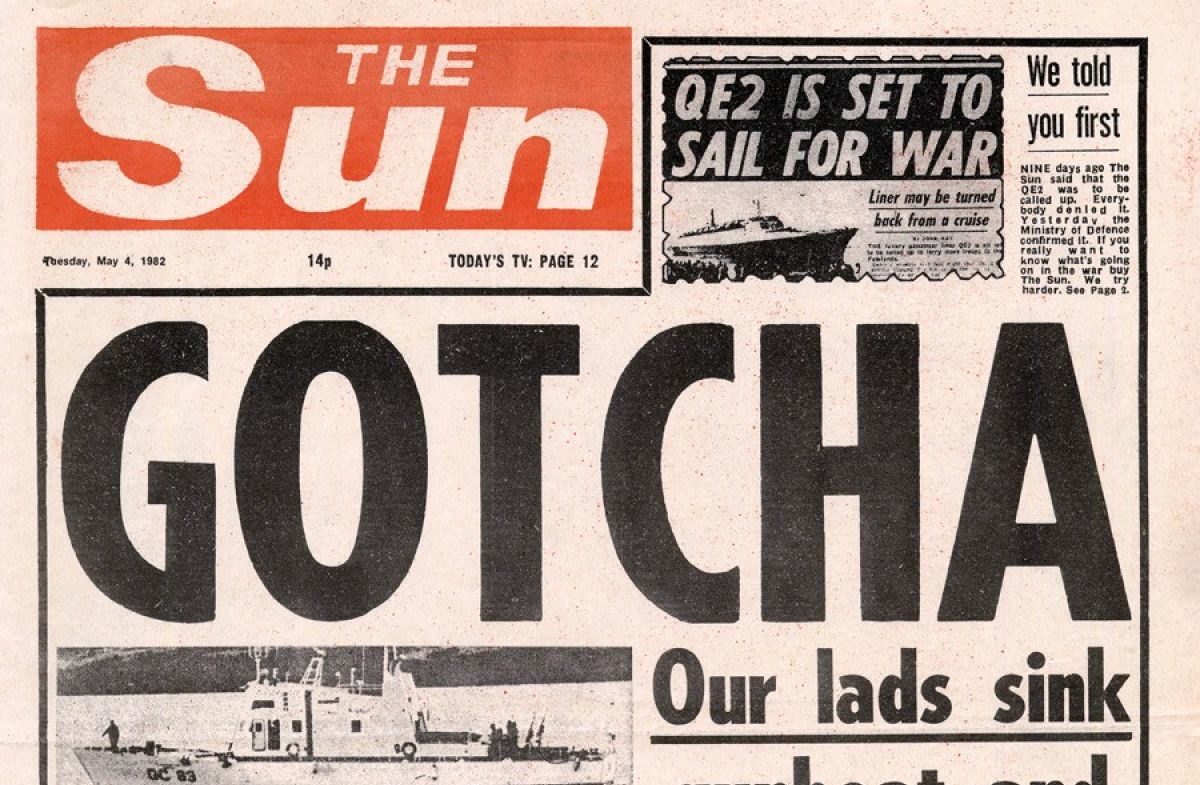 THE
Sun
Tuesday, May 4, 1982
14p
TODAY'S TV: PAGE 12
QE2 IS SET TO
SAIL FOR WAR
Liner may be turned
back from a cruise
We told
you first
NINE days ago The
Sun said that the
QE2 was to be
called up. Every-
body denied it.
Yesterday the
Ministry of Defence
confirmed it. If you
really want to
know what's going
on in the war buy
The Sun. We try
harder. See Page 2.
GOTCHA
Our lads sink
gunboat and
GC 83